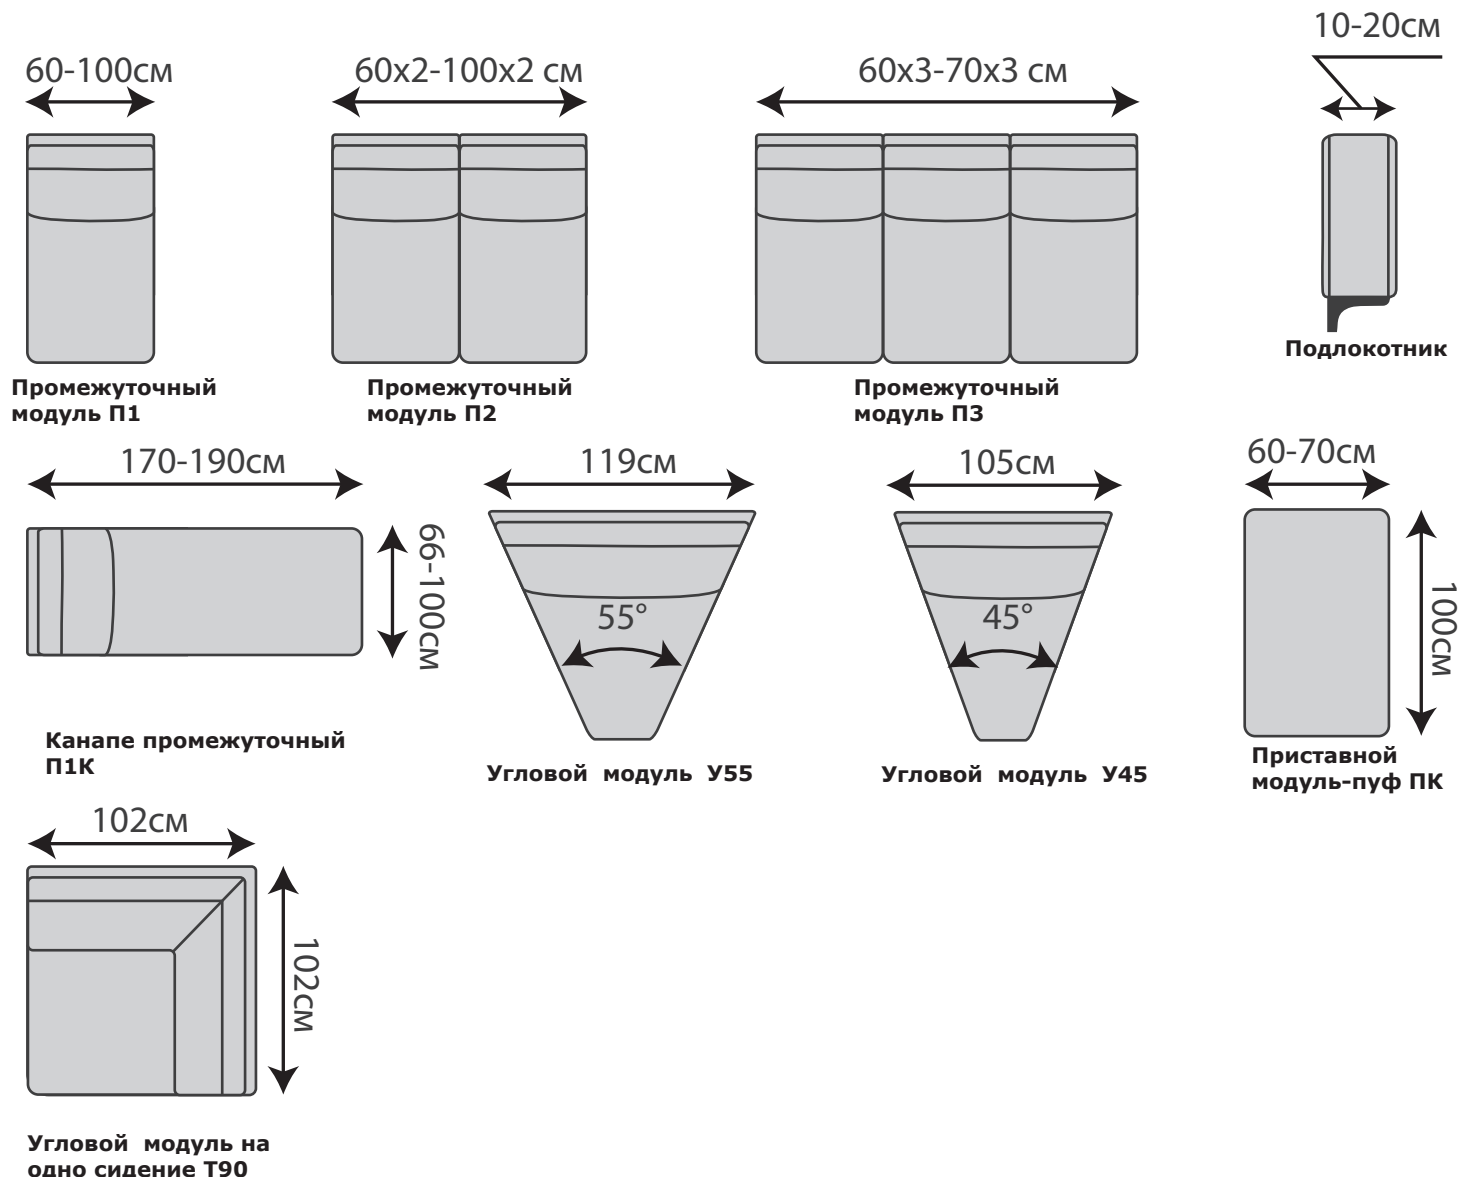 60-100см
60х2-100х2 см
60х3-70х3 см
10-20см
Промежуточный
модуль П1
Промежуточный
модуль П2
Промежуточный
модуль П3
Подлокотник
170-190см
66-100см
119см
55°
105см
45°
60-70см
100см
Канапе промежуточный
П1К
Угловой модуль У55
Угловой модуль У45
Приставной
модуль-пуф ПК
102см
102см
Угловой модуль на
одно сидение Т90